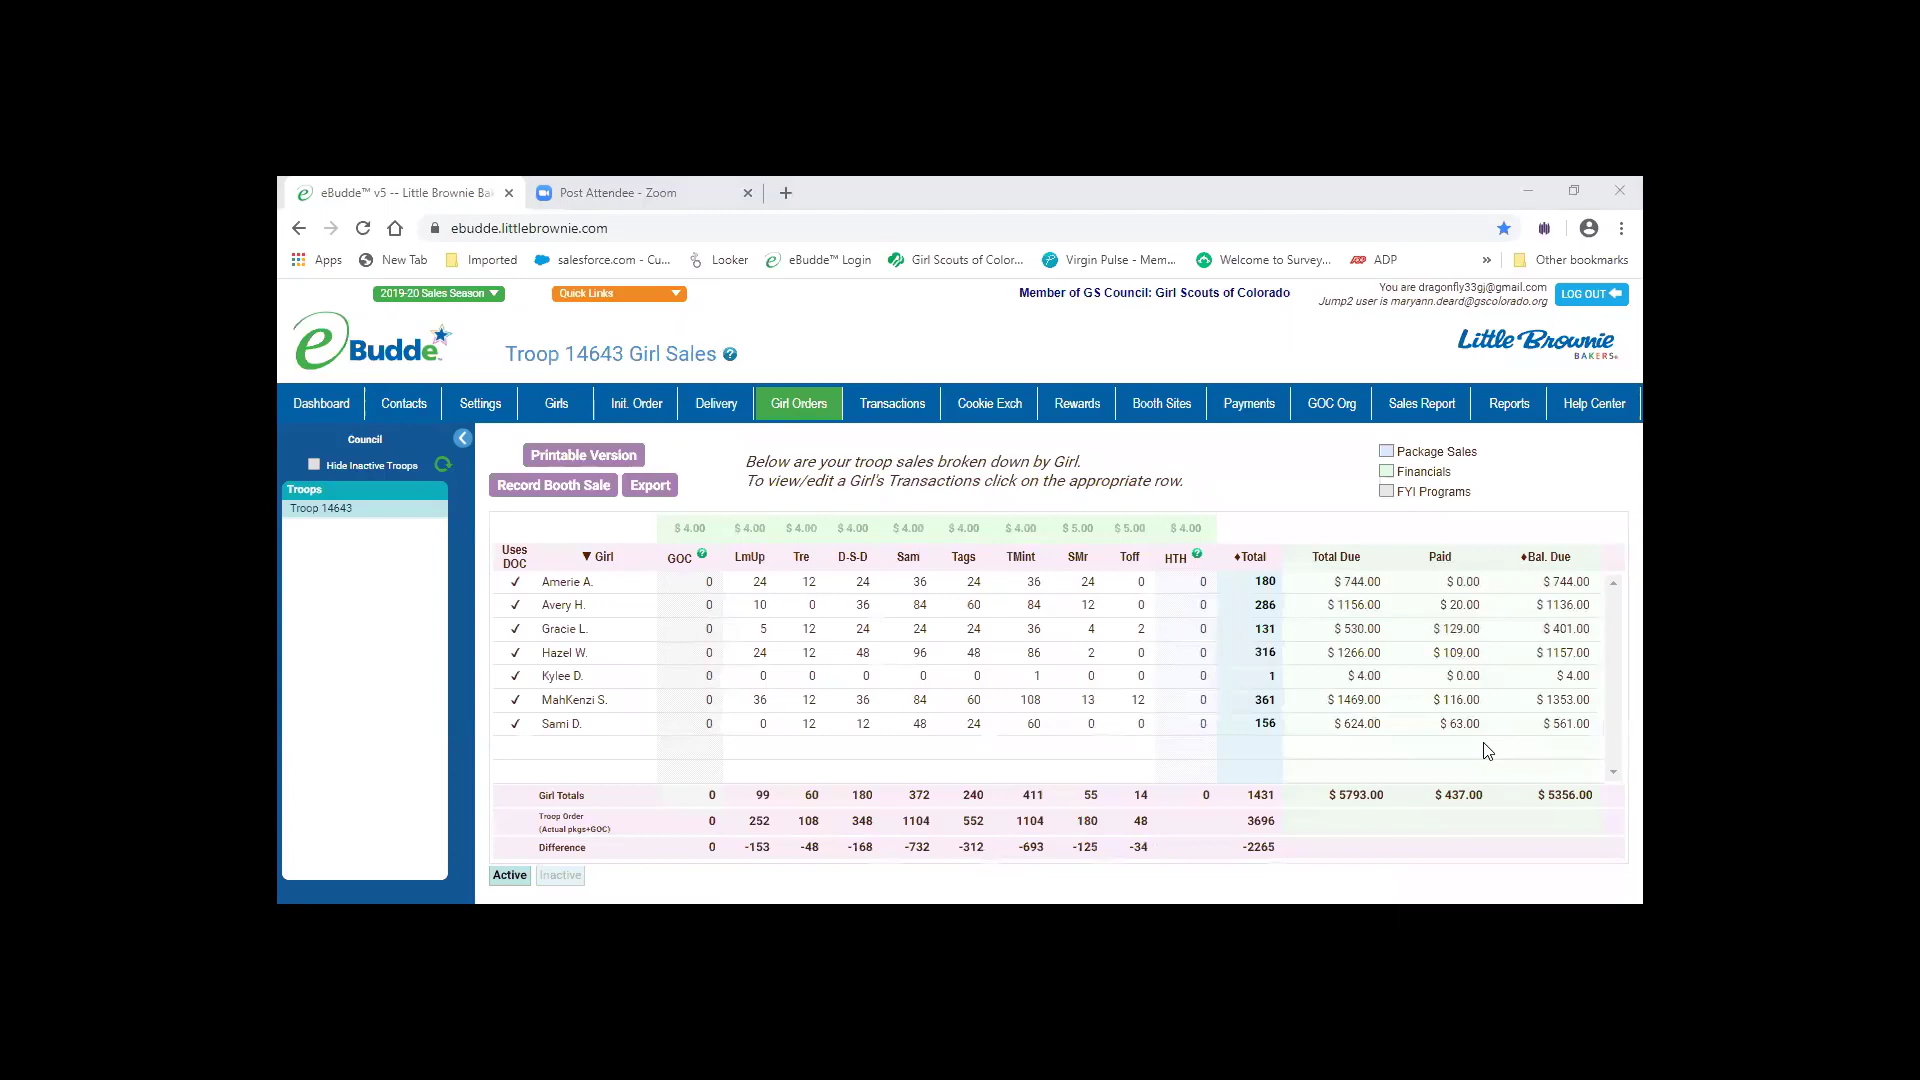 eBudde™ v5 -- Little Brownie Ba
Post Attendee - Zoom
ebudde.littlebrownie.com
Apps New Tab Imported salesforce.com - Cu... Looker eBudde™ Login Girl Scouts of Color... Virgin Pulse - Mem... Welcome to Survey... ADP » Other bookmarks
2019-20 Sales Season Quick Links Member of GS Council: Girl Scouts of Colorado
You are dragonfly33gj@gmail.com
Jump2 user is maryann.deard@gscolorado.org
LOG OUT
eBudde™
Troop 14643 Girl Sales ?
Little Brownie
BAKERS
Dashboard Contacts Settings Girls Init. Order Delivery Girl Orders Transactions Cookie Exch Rewards Booth Sites Payments GOC Org Sales Report Reports Help Center
Council
Hide Inactive Troops
Troops
Troop 14643
Printable Version
Record Booth Sale Export
Below are your troop sales broken down by Girl.
To view/edit a Girl's Transactions click on the appropriate row.
Package Sales
Financials
FYI Programs
$ 4.00 $ 4.00 $ 4.00 $ 4.00 $ 4.00 $ 4.00 $ 4.00 $ 5.00 $ 5.00 $ 4.00
Uses DOC ▼ Girl GOC ? LmUp Tre D-S-D Sam Tags TMint SMr Toff HTH ? ♦Total Total Due Paid ♦Bal. Due
✓ Amerie A. 0 24 12 24 36 24 36 24 0 0 180 $ 744.00 $ 0.00 $ 744.00
✓ Avery H. 0 10 0 36 84 60 84 12 0 0 286 $ 1156.00 $ 20.00 $ 1136.00
✓ Gracie L. 0 5 12 24 24 24 36 4 2 0 131 $ 530.00 $ 129.00 $ 401.00
✓ Hazel W. 0 24 12 48 96 48 86 2 0 0 316 $ 1266.00 $ 109.00 $ 1157.00
✓ Kylee D. 0 0 0 0 0 0 1 0 0 0 1 $ 4.00 $ 0.00 $ 4.00
✓ MahKenzi S. 0 36 12 36 84 60 108 13 12 0 361 $ 1469.00 $ 116.00 $ 1353.00
✓ Sami D. 0 0 12 12 48 24 60 0 0 0 156 $ 624.00 $ 63.00 $ 561.00
Girl Totals 0 99 60 180 372 240 411 55 14 0 1431 $ 5793.00 $ 437.00 $ 5356.00
Troop Order
(Actual pkgs+GOC) 0 252 108 348 1104 552 1104 180 48 3696
Difference 0 -153 -48 -168 -732 -312 -693 -125 -34 -2265
Active Inactive